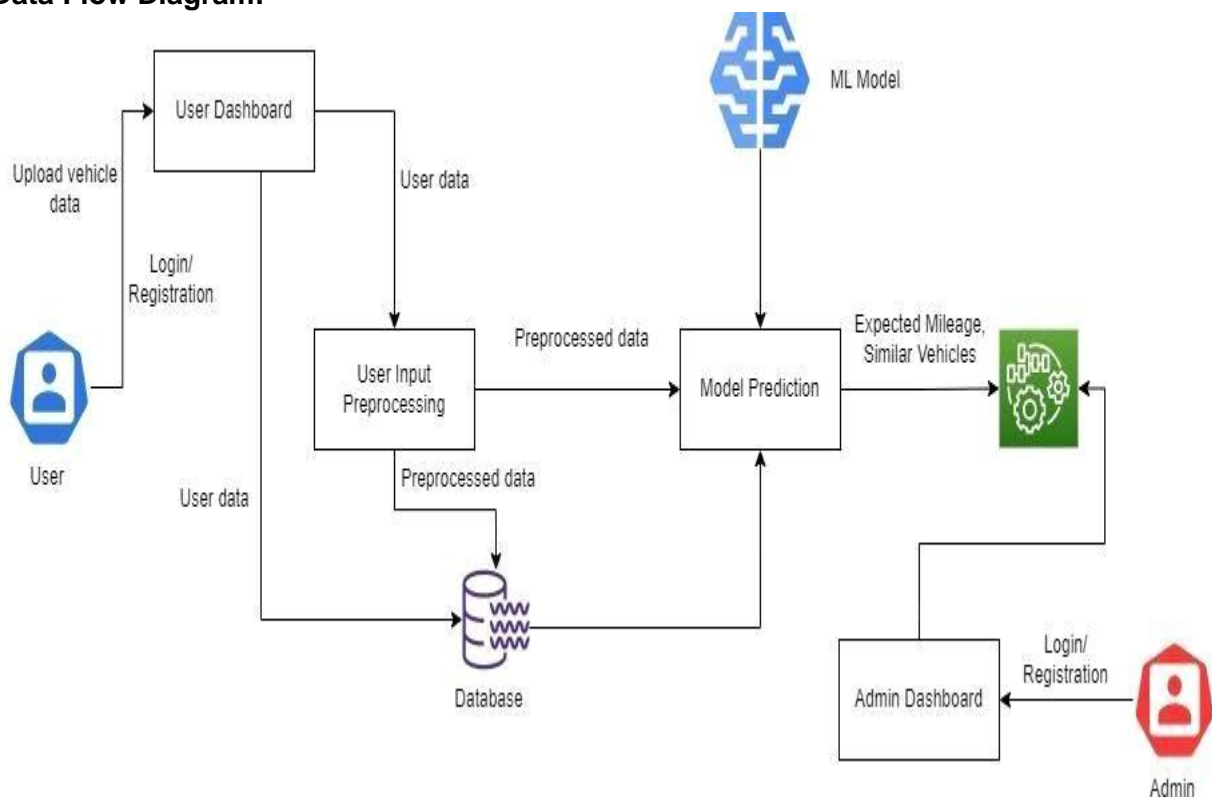 Data Flow Diagram:
User Dashboard
ML Model
Upload vehicle
data
User data
Login/
Registration
Preprocessed data
Expected Mileage,
Similar Vehicles
User Input
Preprocessing
Model Prediction
User
Preprocessed data
User data
Login/
Registration
Database
Admin Dashboard
Admin